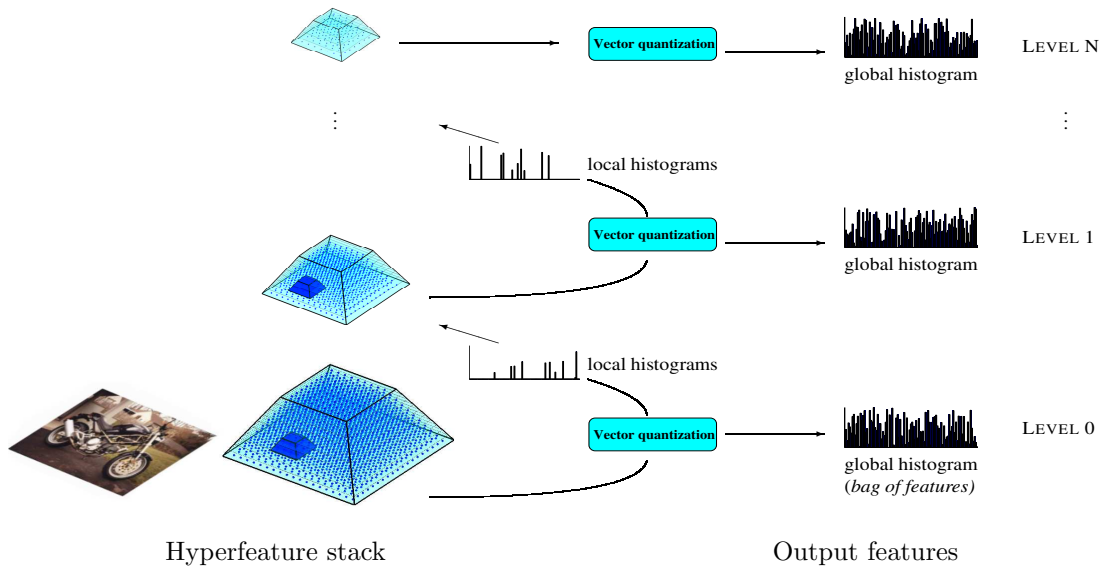 Vector quantization
global histogram
LEVEL N
⋮
⋮
local histograms
Vector quantization
global histogram
LEVEL 1
local histograms
Vector quantization
global histogram
(bag of features)
LEVEL 0
Hyperfeature stack
Output features